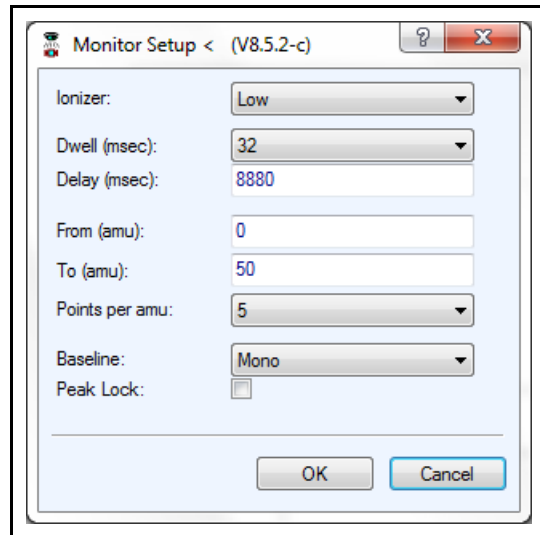 Monitor Setup < (V8.5.2-c)
?
Ionizer: Low
Dwell (msec): 32
Delay (msec): 8880
From (amu): 0
To (amu): 50
Points per amu: 5
Baseline: Mono
Peak Lock:
OK Cancel